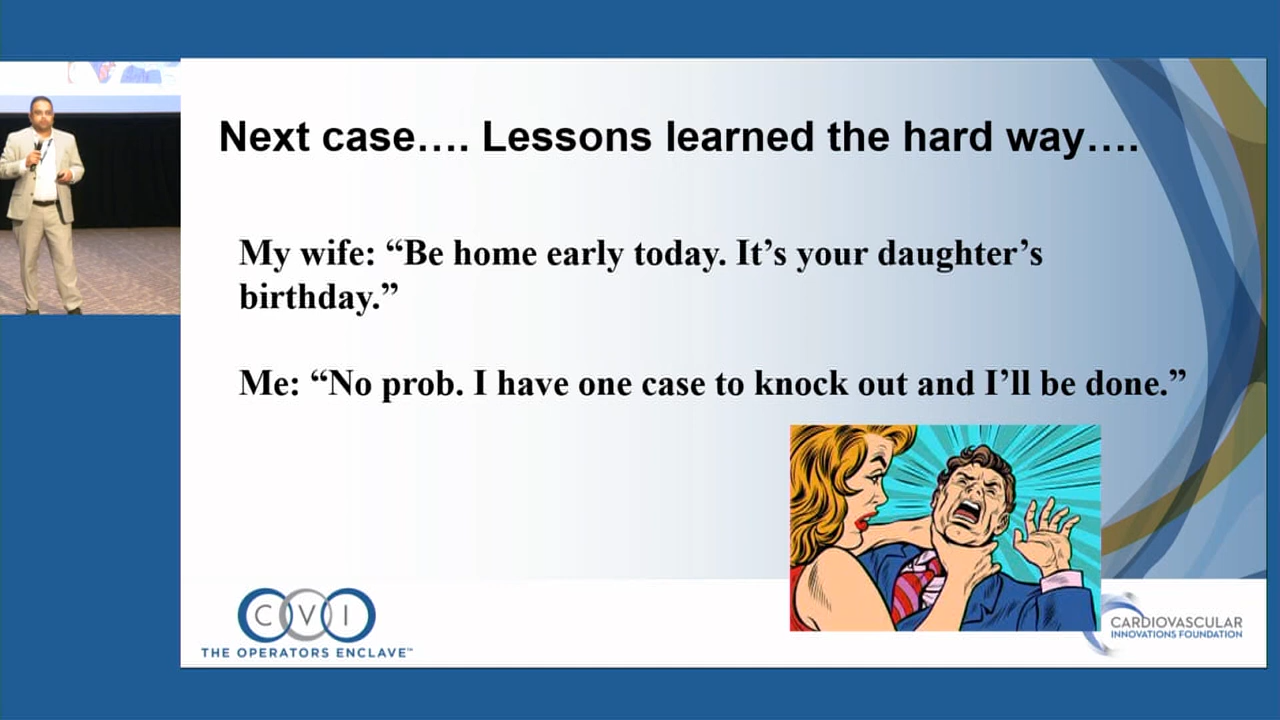 Next case…. Lessons learned the hard way….
My wife: “Be home early today. It’s your daughter’s
birthday.”
Me: “No prob. I have one case to knock out and I’ll be done.”
CVI
THE OPERATORS ENCLAVE™
CARDIOVASCULAR
INNOVATIONS FOUNDATION